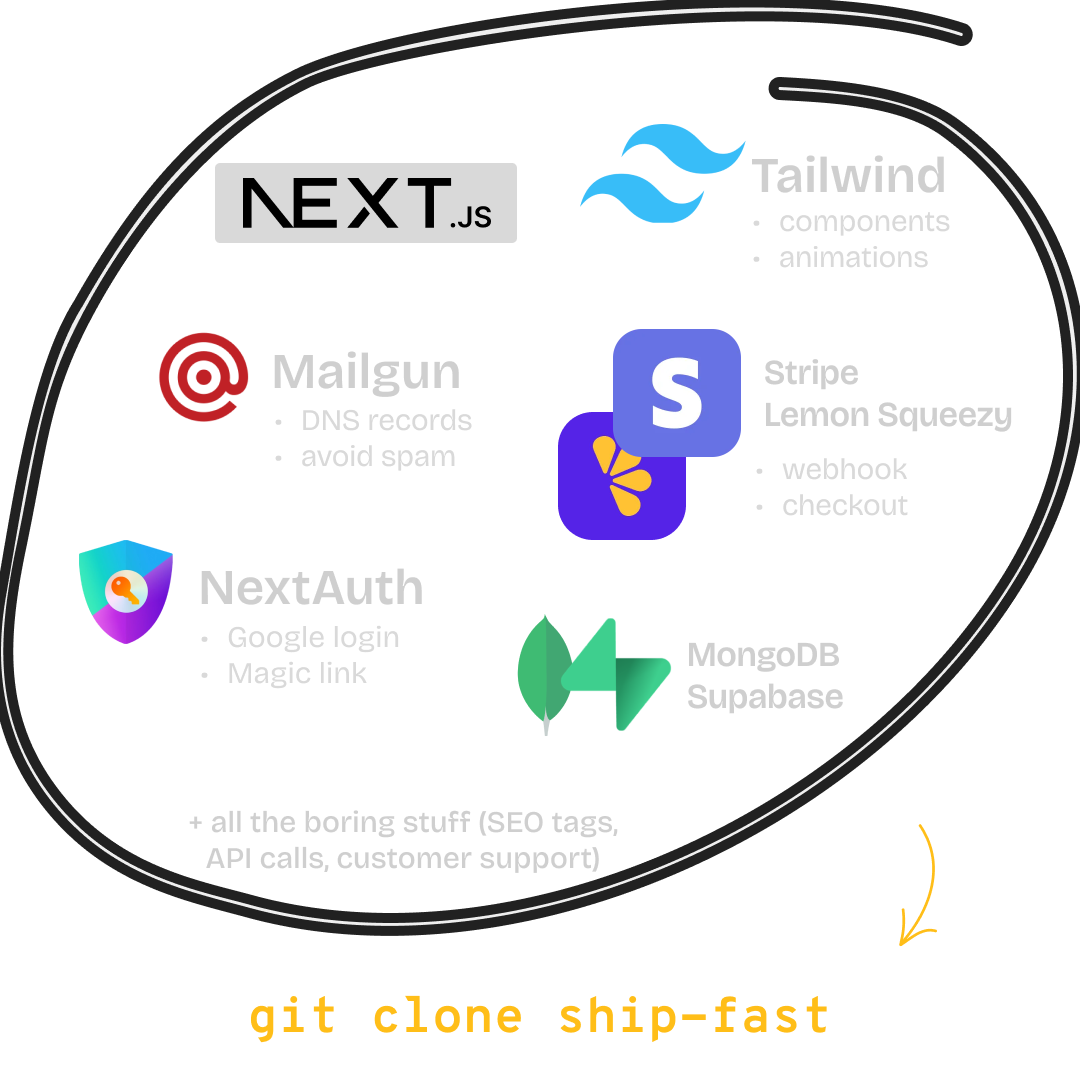 NEXT.JS
Tailwind
• components
• animations
Mailgun
• DNS records
• avoid spam
S
Stripe
Lemon Squeezy
• webhook
• checkout
NextAuth
• Google login
• Magic link
MongoDB
Supabase
+ all the boring stuff (SEO tags,
API calls, customer support)
git clone ship-fast